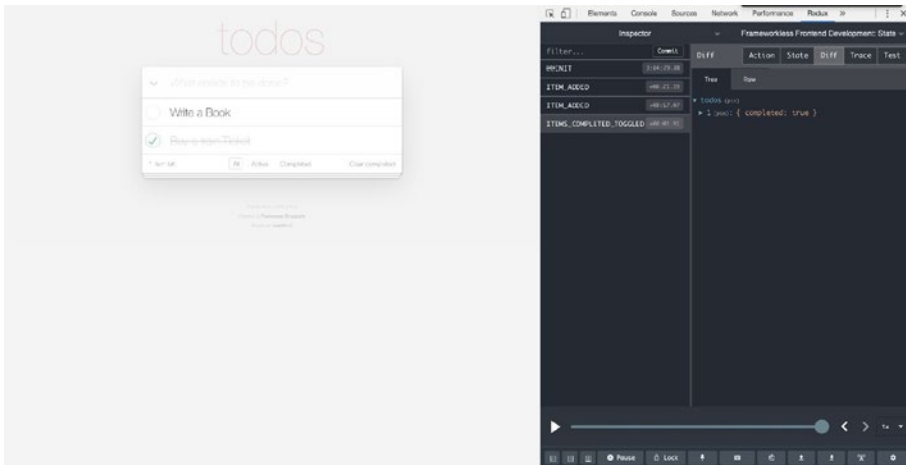 todos
What needs to be done?
Write a Book
Buy a train Ticket
1 item left All Active Completed Clear completed
Elements Console Sources Network Performance Redux »
Inspector Frameworkless Frontend Development: State
filter... Commit
Diff Action State Diff Trace Test
Tree Raw
@@INIT
ITEM_ADDED
ITEM_ADDED
ITEMS_COMPLETED_TOGGLED
todos
1 { completed: true }
1x
Pause Lock